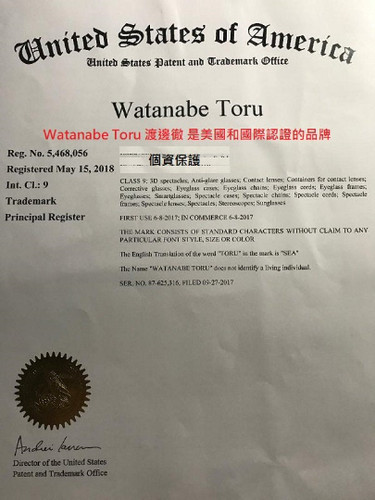 United States of America
United States Patent and Trademark Office
Watanabe Toru
Watanabe Toru 渡邊徹 是美國和國際認證的品牌
Reg. No. 5,468,056
個資保護
Registered May 15, 2018
Int. Cl.: 9
Trademark
Principal Register
CLASS 9: 3D spectacles; Anti-glare glasses; Contact lenses; Containers for contact lenses;
Corrective glasses; Eyeglass cases; Eyeglass chains; Eyeglass cords; Eyeglass frames;
Eyeglasses; Smartglasses; Spectacle cases; Spectacle chains; Spectacle cords; Spectacle
frames; Spectacle lenses; Spectacles; Stereoscopes; Sunglasses
FIRST USE 6-8-2017; IN COMMERCE 6-8-2017
THE MARK CONSISTS OF STANDARD CHARACTERS WITHOUT CLAIM TO ANY
PARTICULAR FONT STYLE, SIZE OR COLOR
The English Translation of the word "TORU" in the mark is "SEA"
The Name "WATANABE TORU" does not identify a living individual.
SER. NO. 87-625,316, FILED 09-27-2017
Andrei Iancu
Director of the United States
Patent and Trademark Office